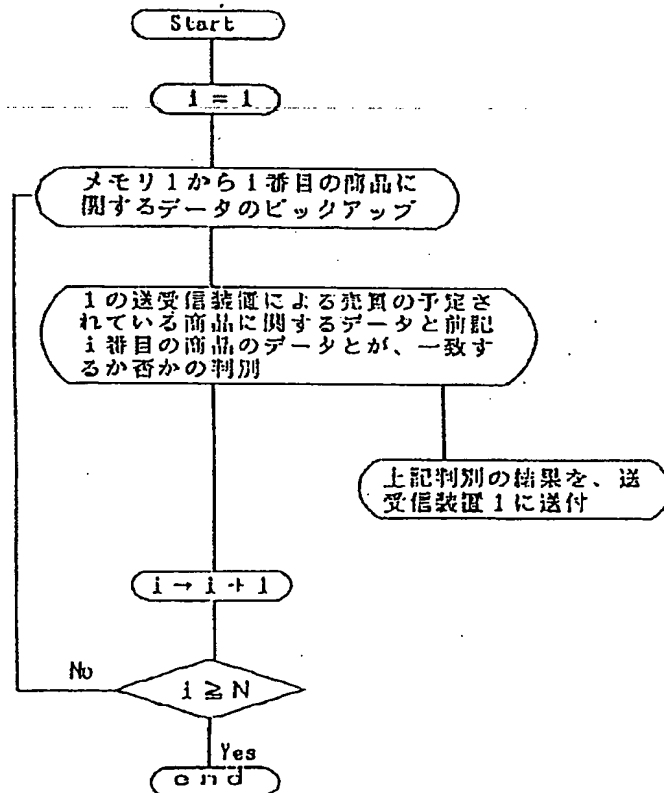 Start
i = 1
メモリ1からi番目の商品に
関するデータのピックアップ
1の送受信装置による売買の予定さ
れている商品に関するデータと前記
i番目の商品のデータとが、一致す
るか否かの判別
上記判別の結果を、送
受信装置1に送付
i → i + 1
No
i ≧ N
Yes
end